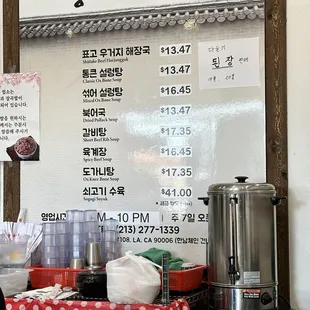 표고 우거지 해장국 $13.47
Shiitake Beef Haejangguk
통큰 설렁탕 $13.47
Classic Ox Bone Soup
섞어 설렁탕 $16.45
Mixed Ox Bone Soup
북어국 $13.47
Dried Pollack Soup
갈비탕 $17.35
Short Beef Rib Soup
육계장 $16.45
Spicy Beef Soup
도가니탕 $17.35
Ox Knee Bone Soup
쇠고기 수육 $41.00
Sogogi Suyuk
된장
영업시간
M - 10 PM 주 7일 오
108. LA. CA 90006
(213) 277-1339